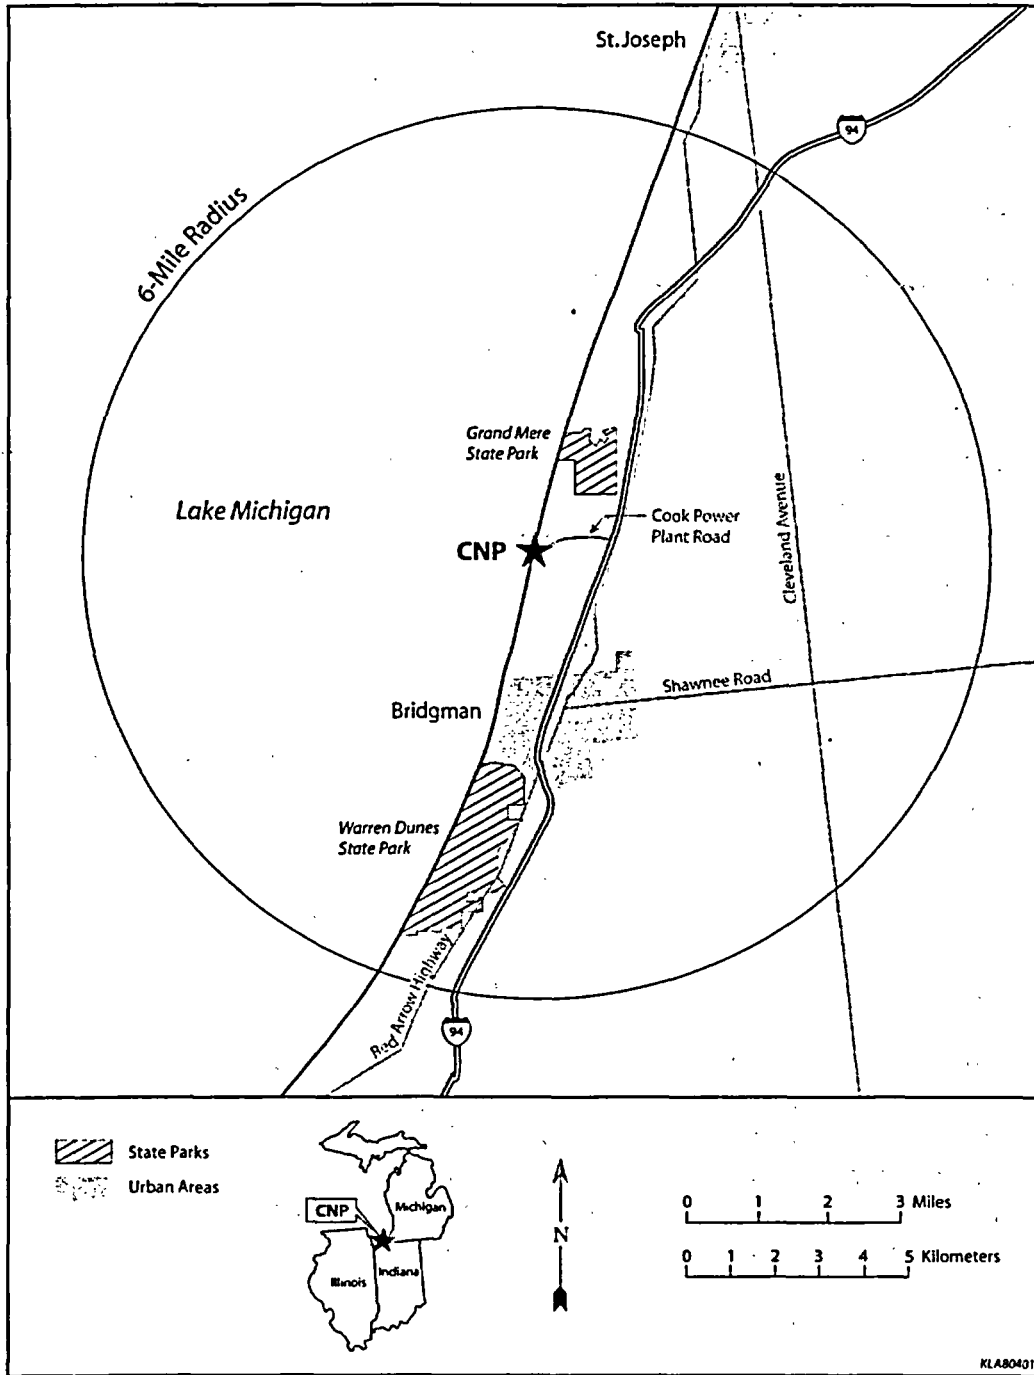 St. Joseph
94
6-Mile Radius
Grand Mere
State Park
Lake Michigan
Cook Power
Plant Road
CNP
Cleveland Avenue
Shawnee Road
Bridgman
Warren Dunes
State Park
Red Arrow Highway
94
State Parks
Urban Areas
CNP
Michigan
Illinois
Indiana
N
0 1 2 3 Miles
0 1 2 3 4 5 Kilometers
KLA80401